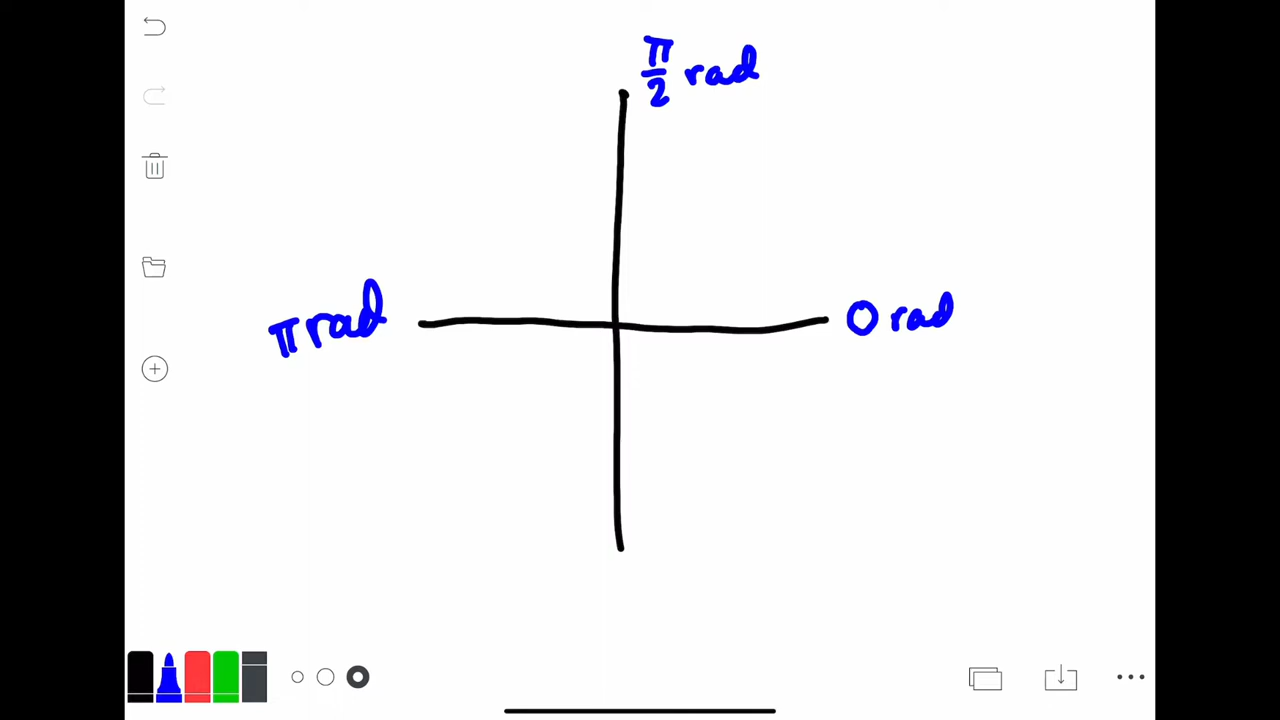 π/2 rad
π rad
0 rad